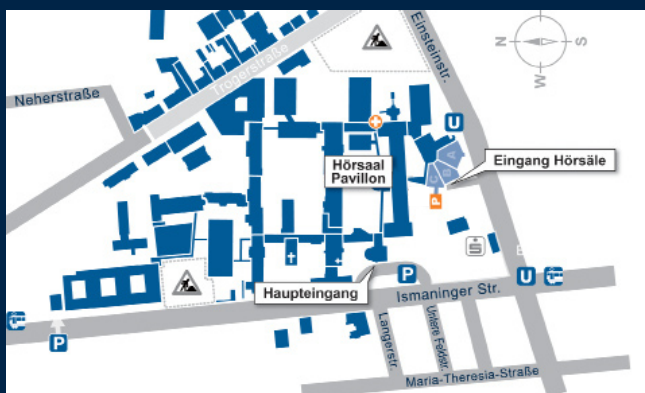 Einsteinstr.
N
S
W
Neherstraße
Trogerstraße
U
Hörsaal
Pavillon
A
B
C
Eingang Hörsäle
P
S
Haupteingang
P
Ismaninger Str.
U
P
Langerstr.
Untere Feldstr.
Maria-Theresia-Straße